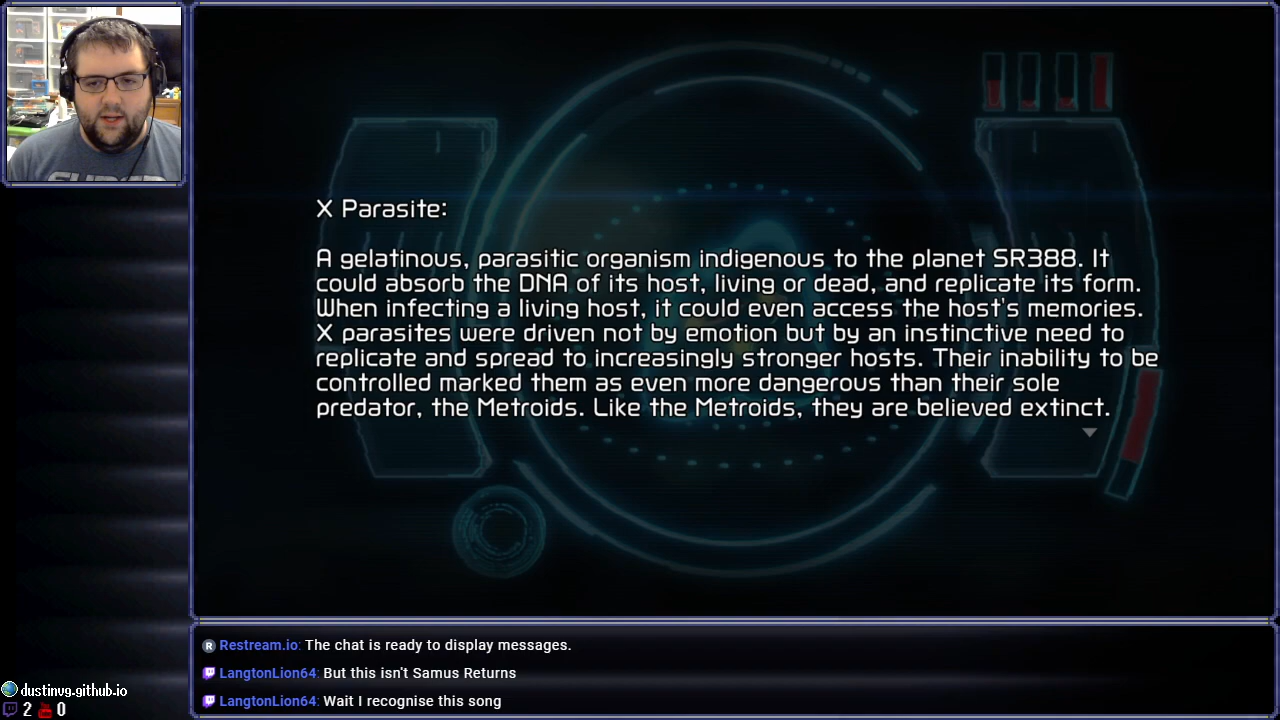 X Parasite:
A gelatinous, parasitic organism indigenous to the planet SR388. It
could absorb the DNA of its host, living or dead, and replicate its form.
When infecting a living host, it could even access the host's memories.
X parasites were driven not by emotion but by an instinctive need to
replicate and spread to increasingly stronger hosts. Their inability to be
controlled marked them as even more dangerous than their sole
predator, the Metroids. Like the Metroids, they are believed extinct.
R Restream.io: The chat is ready to display messages.
LangtonLion64: But this isn't Samus Returns
LangtonLion64: Wait I recognise this song
dustinvg.github.io
2 0